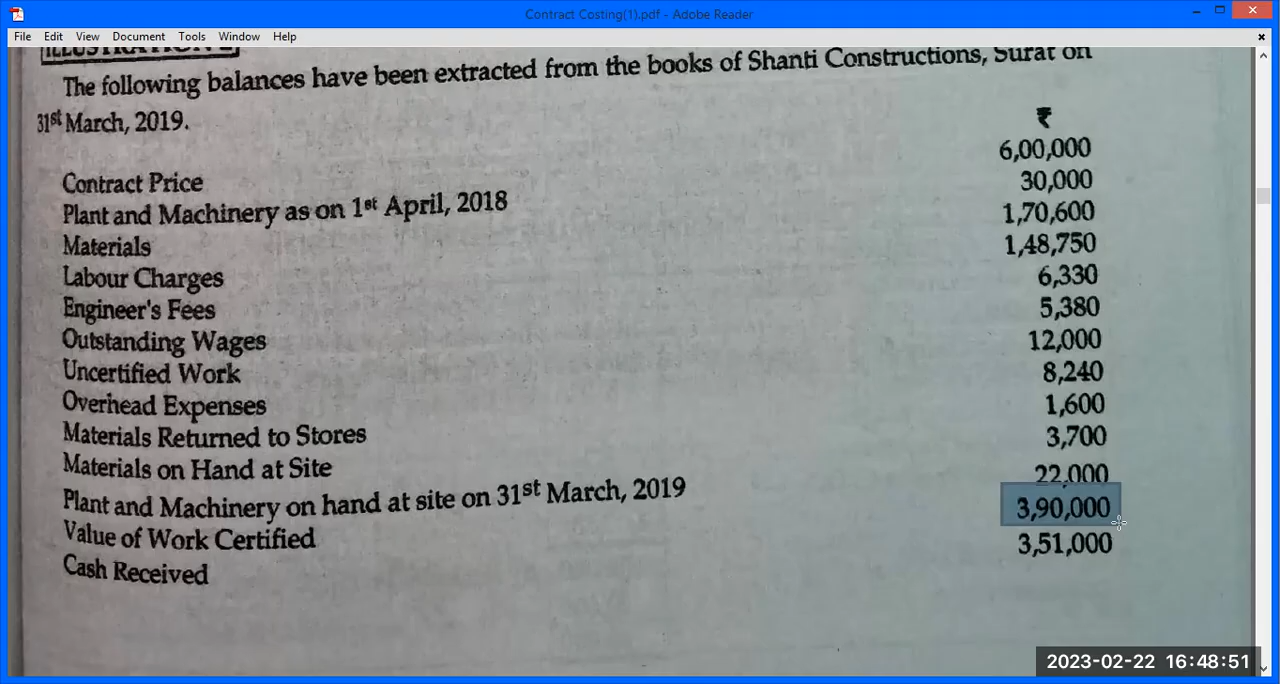 Contract Costing(1).pdf - Adobe Reader
File Edit View Document Tools Window Help
ILLUSTRATION
The following balances have been extracted from the books of Shanti Constructions, Surat on
31st March, 2019.
₹
Contract Price 6,00,000
Plant and Machinery as on 1st April, 2018 30,000
Materials 1,70,600
Labour Charges 1,48,750
Engineer's Fees 6,330
Outstanding Wages 5,380
Uncertified Work 12,000
Overhead Expenses 8,240
Materials Returned to Stores 1,600
Materials on Hand at Site 3,700
Plant and Machinery on hand at site on 31st March, 2019 22,000
Value of Work Certified 3,90,000
Cash Received 3,51,000
2023-02-22 16:48:51